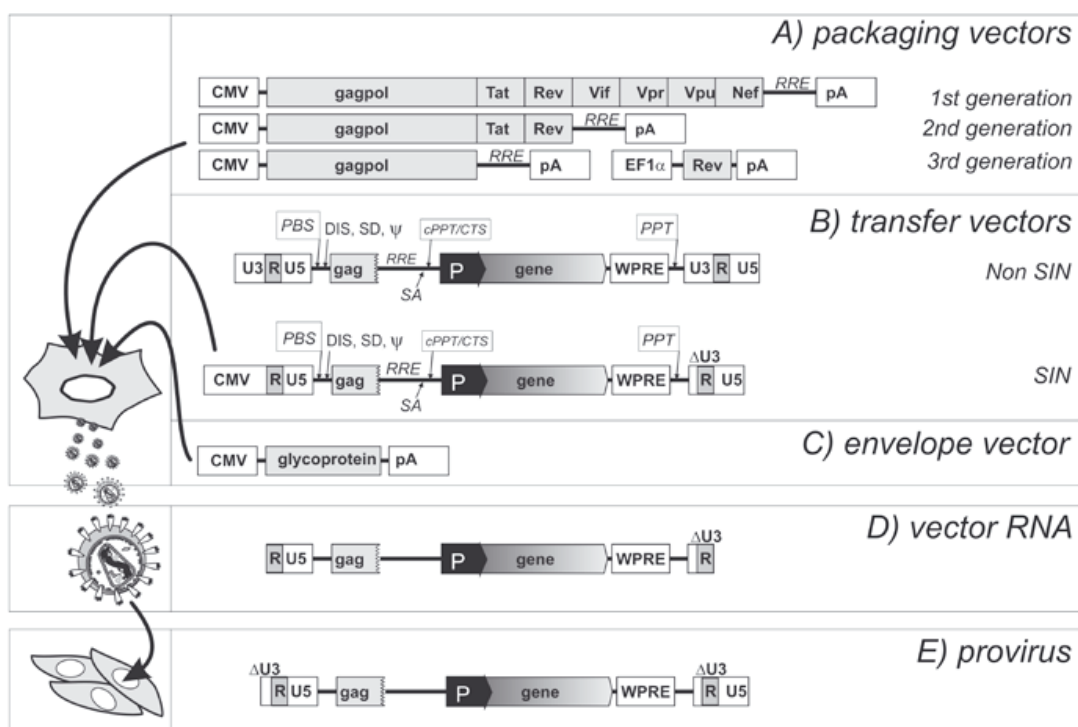 A) packaging vectors
CMV gagpol Tat Rev Vif Vpr Vpu Nef RRE pA
1st generation
CMV gagpol Tat Rev RRE pA
2nd generation
CMV gagpol RRE pA EF1α Rev pA
3rd generation
B) transfer vectors
PBS DIS, SD, ψ cPPT/CTS PPT
U3 R U5 gag RRE P gene WPRE U3 R U5
Non SIN
SA
PBS DIS, SD, ψ cPPT/CTS PPT ΔU3
CMV R U5 gag RRE P gene WPRE R U5
SIN
SA
C) envelope vector
CMV glycoprotein pA
D) vector RNA
ΔU3
R U5 gag P gene WPRE R
E) provirus
ΔU3 ΔU3
R U5 gag P gene WPRE R U5